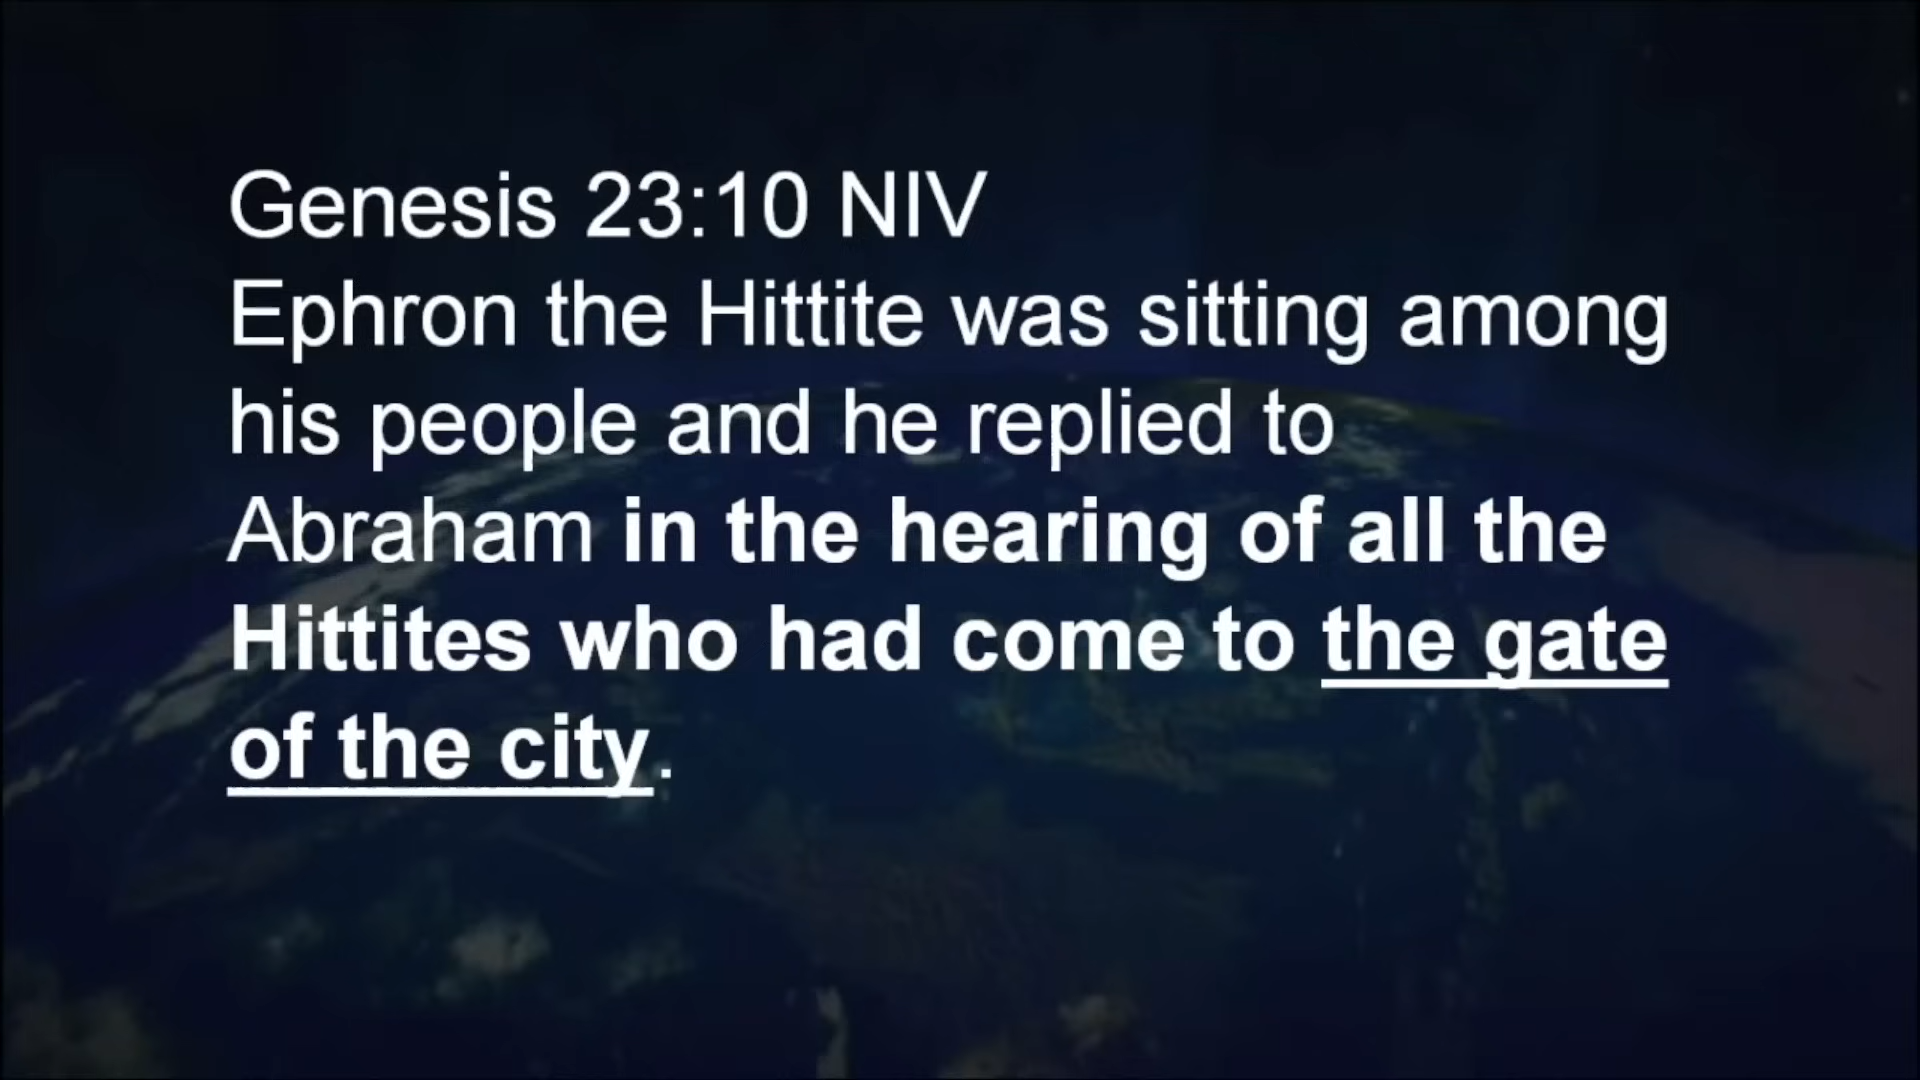 Genesis 23:10 NIV
Ephron the Hittite was sitting among
his people and he replied to
Abraham in the hearing of all the
Hittites who had come to the gate
of the city.